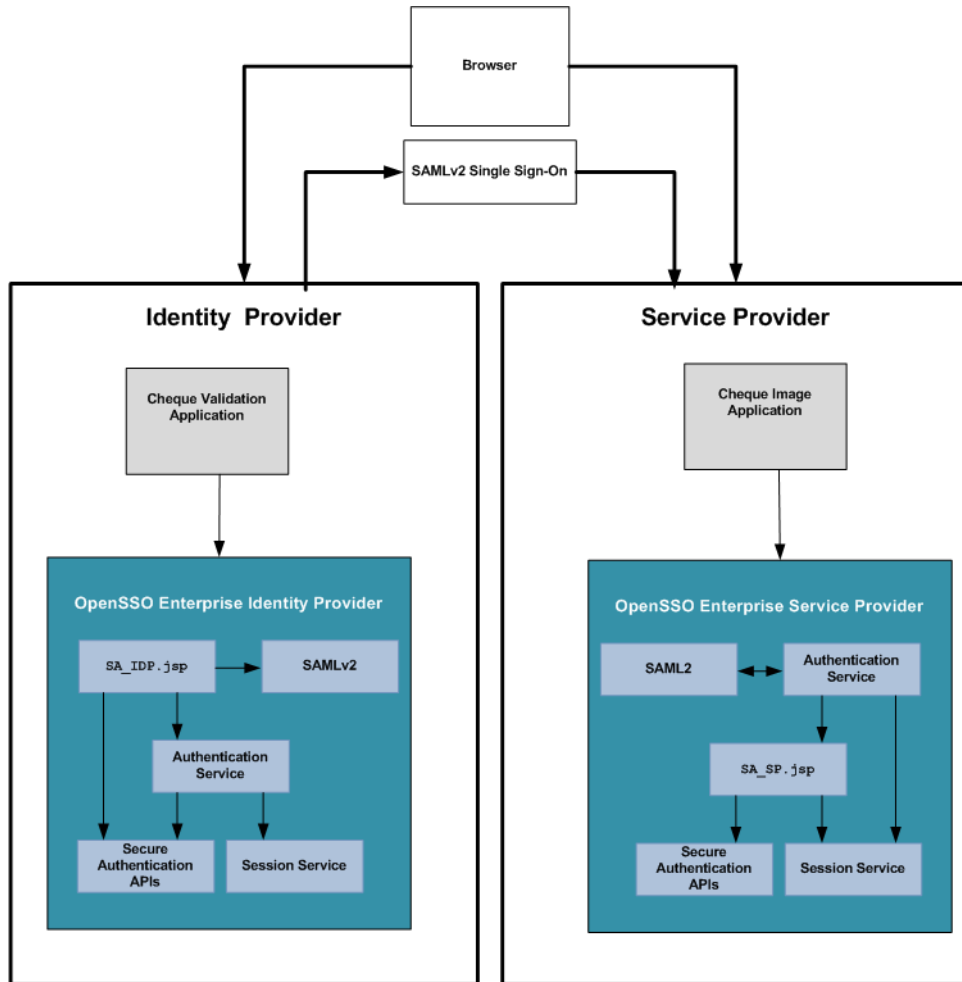 Browser
SAMLv2 Single Sign-On
Identity Provider
Cheque Validation
Application
OpenSSO Enterprise Identity Provider
SA_IDP.jsp
SAMLv2
Authentication
Service
Secure
Authentication
APIs
Session Service
Service Provider
Cheque Image
Application
OpenSSO Enterprise Service Provider
SAML2
Authentication
Service
SA_SP.jsp
Secure
Authentication
APIs
Session Service